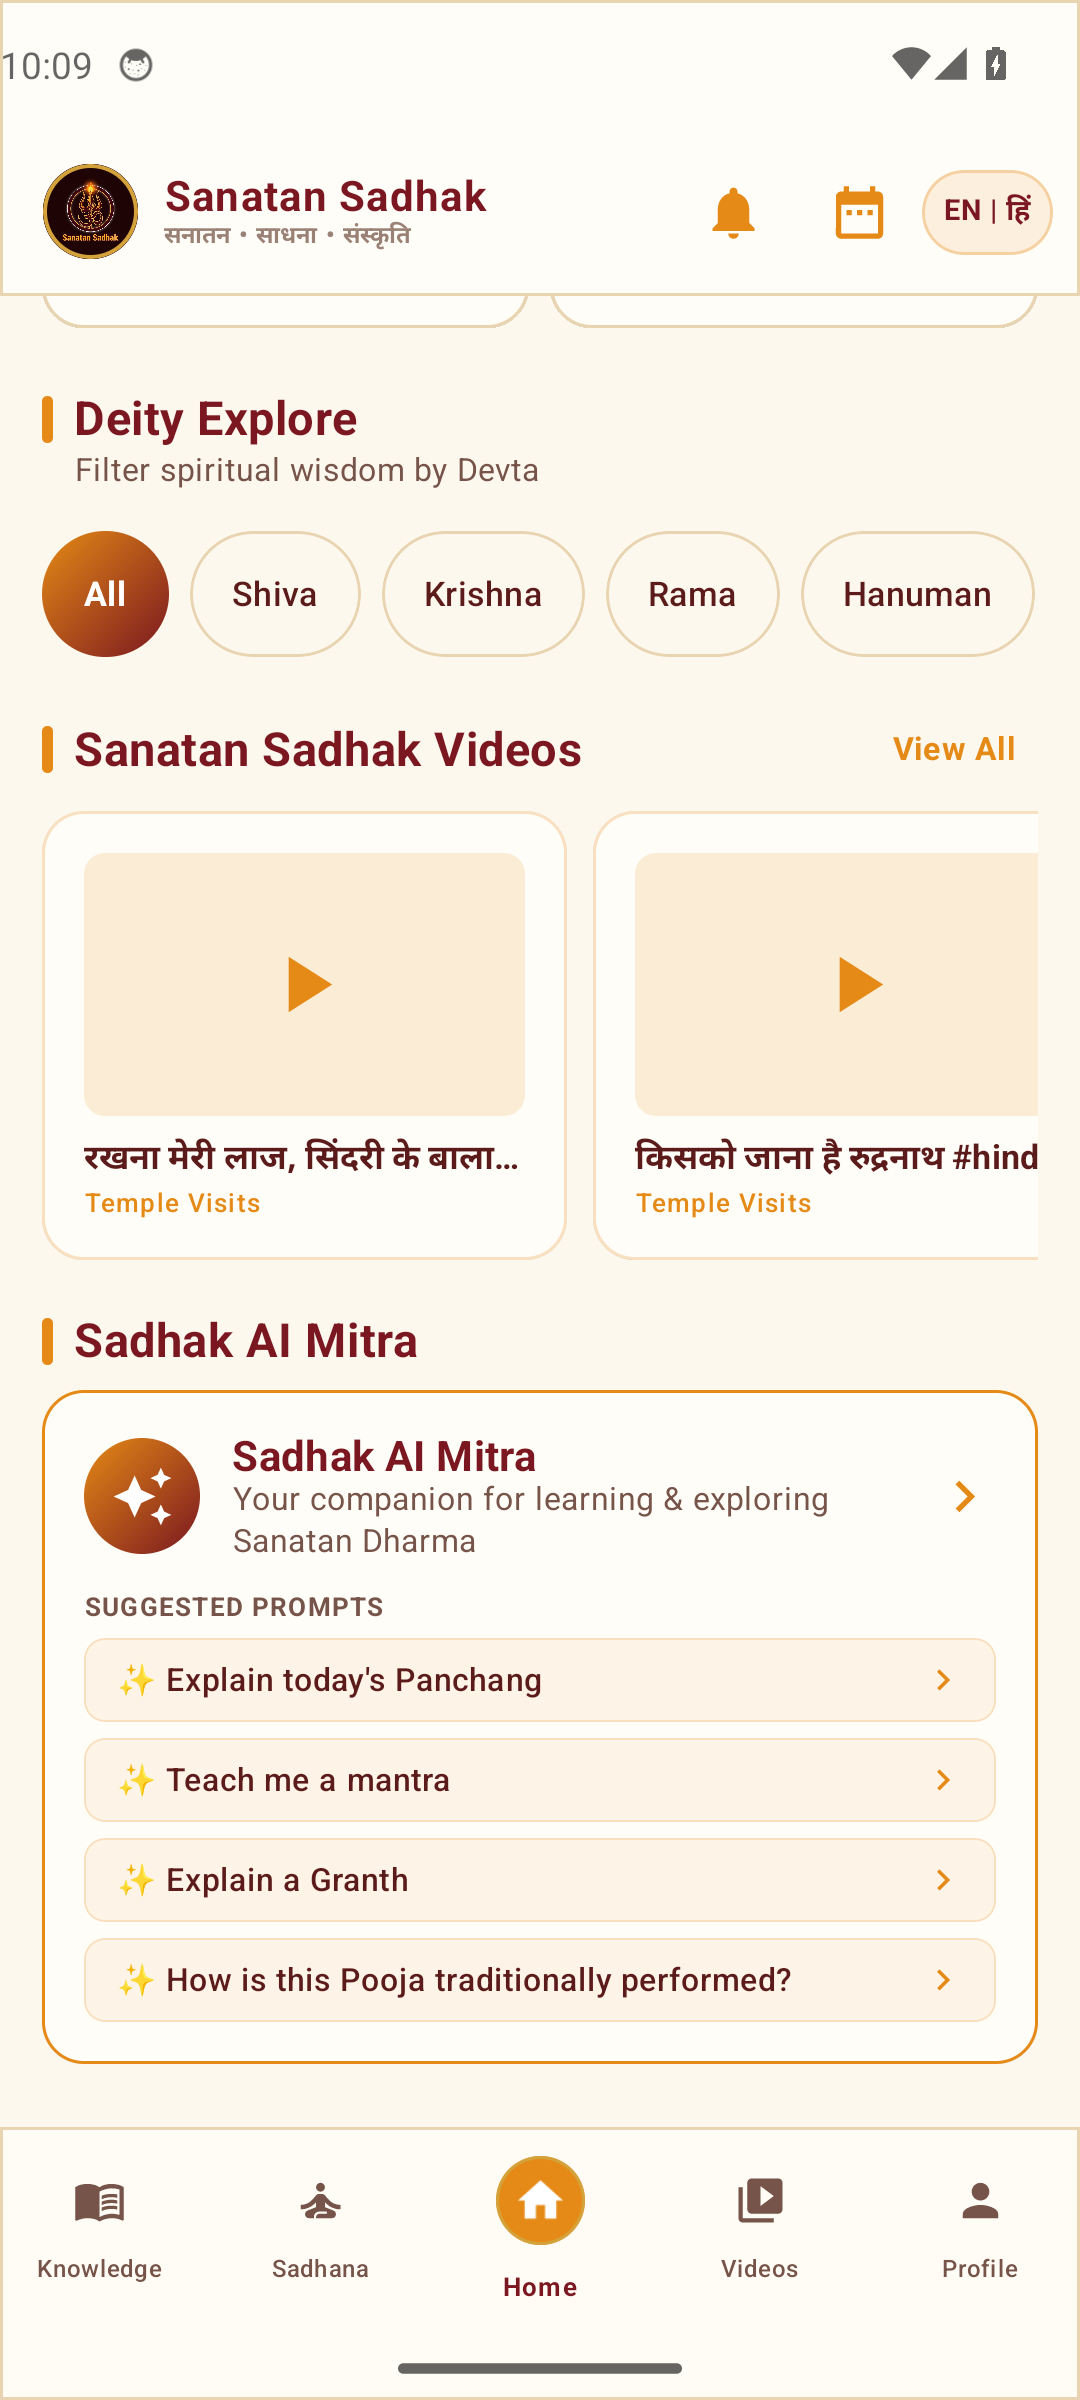 10:09
Sanatan Sadhak
सनातन • साधना • संस्कृति
EN | हिं
Sanatan Sadhak
Deity Explore
Filter spiritual wisdom by Devta
All
Shiva
Krishna
Rama
Hanuman
Sanatan Sadhak Videos
View All
रखना मेरी लाज, सिंदरी के बाला...
Temple Visits
किसको जाना है रुद्रनाथ #hind
Temple Visits
Sadhak AI Mitra
Sadhak AI Mitra
Your companion for learning & exploring
Sanatan Dharma
SUGGESTED PROMPTS
✨ Explain today's Panchang
✨ Teach me a mantra
✨ Explain a Granth
✨ How is this Pooja traditionally performed?
Knowledge
Sadhana
Home
Videos
Profile